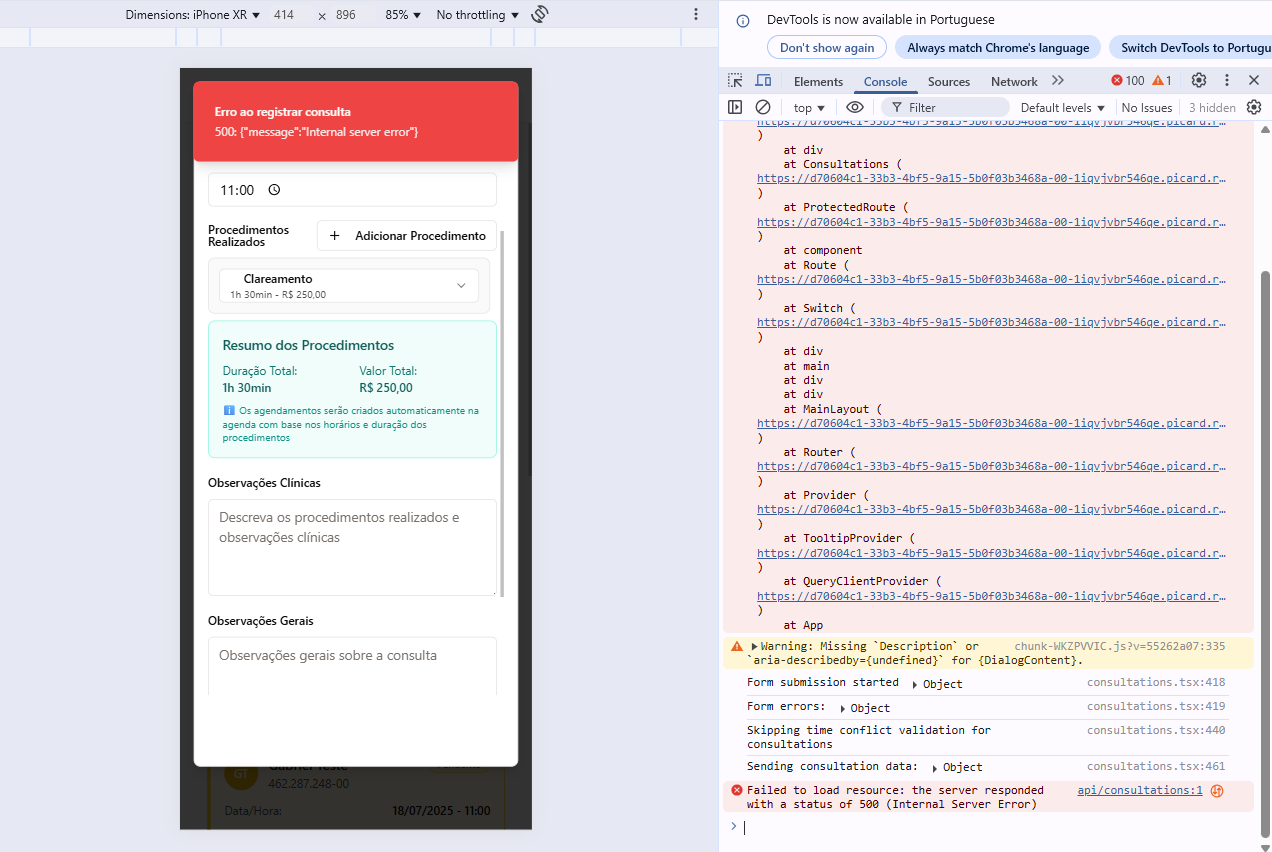 Dimensions: iPhone XR ▼ 414 × 896 85% ▼ No throttling ▼
Erro ao registrar consulta
500: {"message":"Internal server error"}
11:00
Procedimentos
Realizados
+ Adicionar Procedimento
Clareamento
1h 30min - R$ 250,00
Resumo dos Procedimentos
Duração Total: Valor Total:
1h 30min R$ 250,00
ℹ️ Os agendamentos serão criados automaticamente na
agenda com base nos horários e duração dos
procedimentos
Observações Clínicas
Descreva os procedimentos realizados e
observações clínicas
Observações Gerais
Observações gerais sobre a consulta
GT
462.287.248-00
Data/Hora: 18/07/2025 - 11:00
DevTools is now available in Portuguese
Don't show again Always match Chrome's language Switch DevTools to Portugu
Elements Console Sources Network 100 1
top ▼ Filter Default levels ▼ No Issues 3 hidden
https://d70604c1-33b3-4bf5-9a15-5b0f03b3468a-00-1iqvjvbr546qe.picard.r…
)
at div
at Consultations (
https://d70604c1-33b3-4bf5-9a15-5b0f03b3468a-00-1iqvjvbr546qe.picard.r…
)
at ProtectedRoute (
https://d70604c1-33b3-4bf5-9a15-5b0f03b3468a-00-1iqvjvbr546qe.picard.r…
)
at component
at Route (
https://d70604c1-33b3-4bf5-9a15-5b0f03b3468a-00-1iqvjvbr546qe.picard.r…
)
at Switch (
https://d70604c1-33b3-4bf5-9a15-5b0f03b3468a-00-1iqvjvbr546qe.picard.r…
)
at div
at main
at div
at div
at MainLayout (
https://d70604c1-33b3-4bf5-9a15-5b0f03b3468a-00-1iqvjvbr546qe.picard.r…
)
at Router (
https://d70604c1-33b3-4bf5-9a15-5b0f03b3468a-00-1iqvjvbr546qe.picard.r…
)
at Provider (
https://d70604c1-33b3-4bf5-9a15-5b0f03b3468a-00-1iqvjvbr546qe.picard.r…
)
at TooltipProvider (
https://d70604c1-33b3-4bf5-9a15-5b0f03b3468a-00-1iqvjvbr546qe.picard.r…
)
at QueryClientProvider (
https://d70604c1-33b3-4bf5-9a15-5b0f03b3468a-00-1iqvjvbr546qe.picard.r…
)
at App
Warning: Missing `Description` or chunk-WKZPVVIC.js?v=55262a07:335
`aria-describedby={undefined}` for {DialogContent}.
Form submission started ▶ Object consultations.tsx:418
Form errors: ▶ Object consultations.tsx:419
Skipping time conflict validation for consultations.tsx:440
consultations
Sending consultation data: ▶ Object consultations.tsx:461
Failed to load resource: the server responded api/consultations:1
with a status of 500 (Internal Server Error)